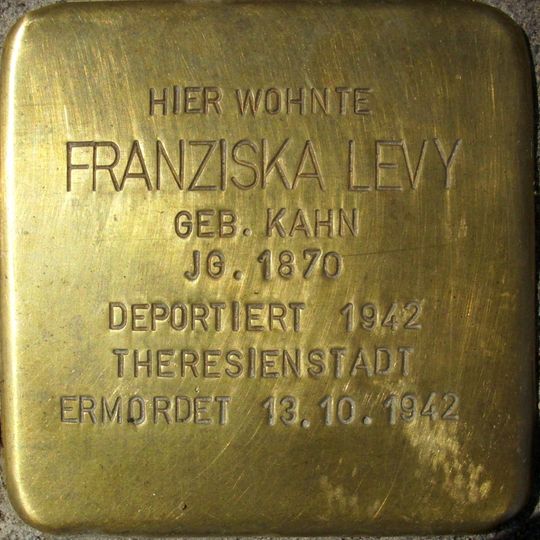 HIER WOHNTE
FRANZISKA LEVY
GEB. KAHN
JG. 1870
DEPORTIERT 1942
THERESIENSTADT
ERMORDET 13.10.1942